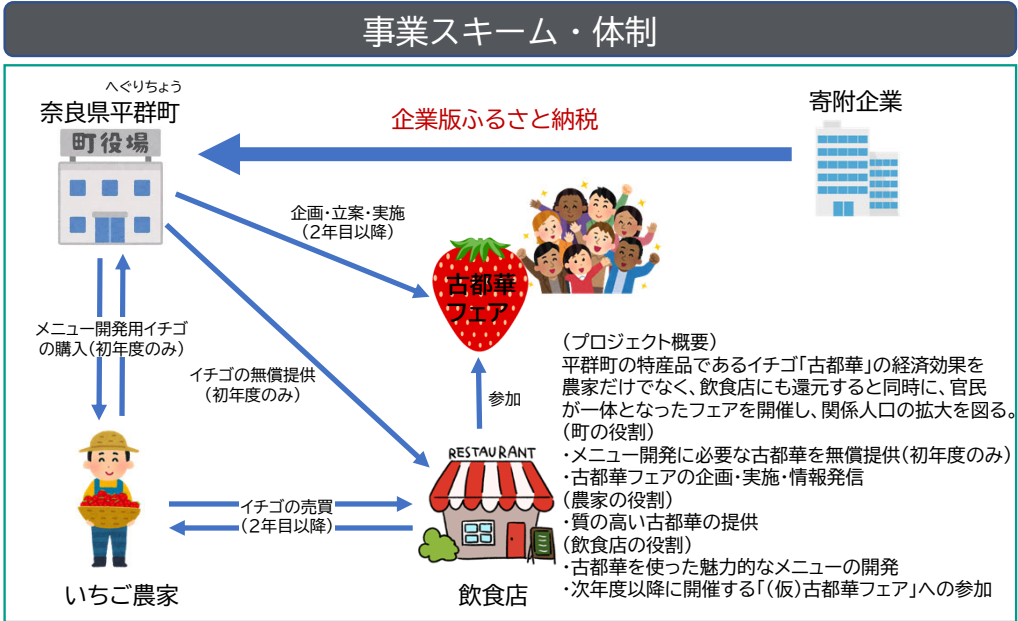 事業スキーム・体制
へぐりちょう
奈良県平群町
町役場
企業版ふるさと納税
寄附企業
企画・立案・実施
(2年目以降)
古都華
フェア
メニュー開発用イチゴ
の購入(初年度のみ)
イチゴの無償提供
(初年度のみ)
参加
(プロジェクト概要)
平群町の特産品であるイチゴ「古都華」の経済効果を
農家だけでなく、飲食店にも還元すると同時に、官民
が一体となったフェアを開催し、関係人口の拡大を図る。
(町の役割)
・メニュー開発に必要な古都華を無償提供(初年度のみ)
・古都華フェアの企画・実施・情報発信
(農家の役割)
・質の高い古都華の提供
(飲食店の役割)
・古都華を使った魅力的なメニューの開発
・次年度以降に開催する「(仮)古都華フェア」への参加
RESTAURANT
イチゴの売買
(2年目以降)
いちご農家
飲食店